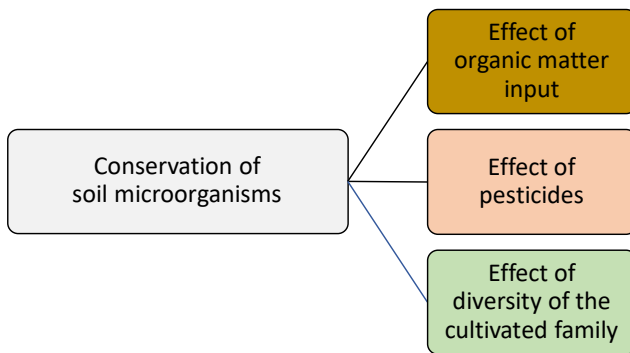 Conservation of
soil microorganisms
Effect of
organic matter
input
Effect of
pesticides
Effect of
diversity of the
cultivated family